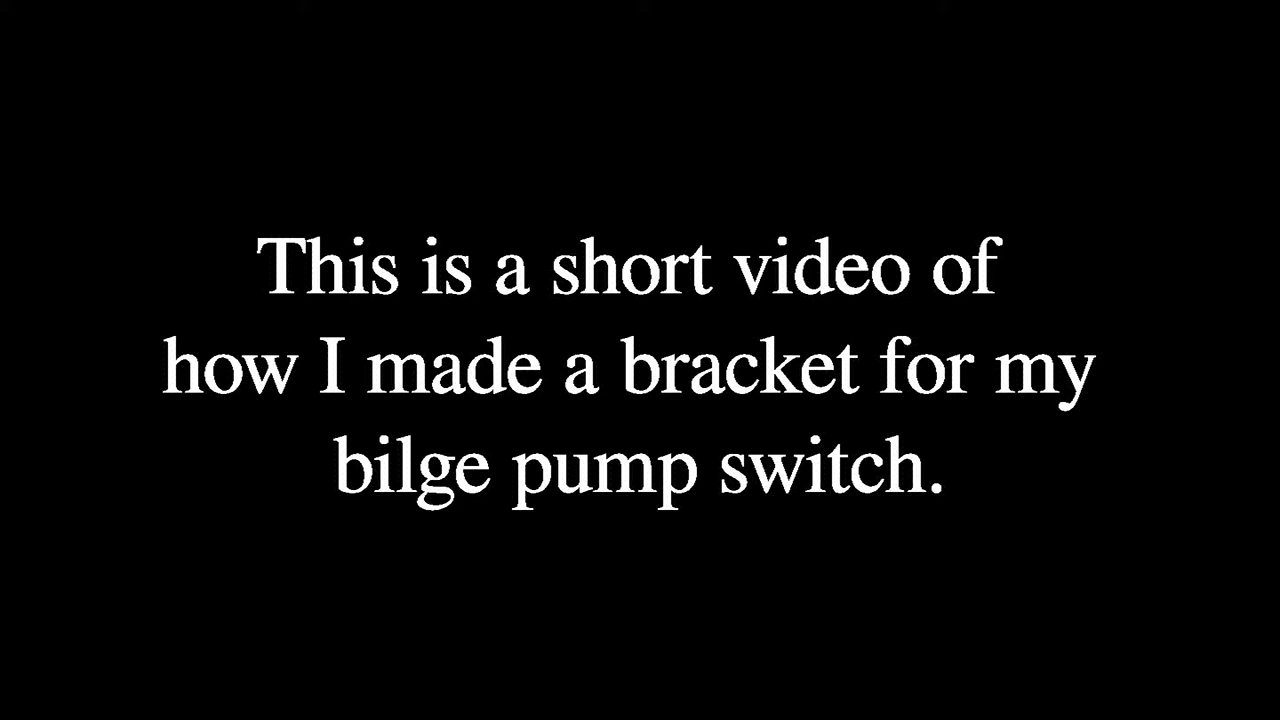 This is a short video of
how I made a bracket for my
bilge pump switch.